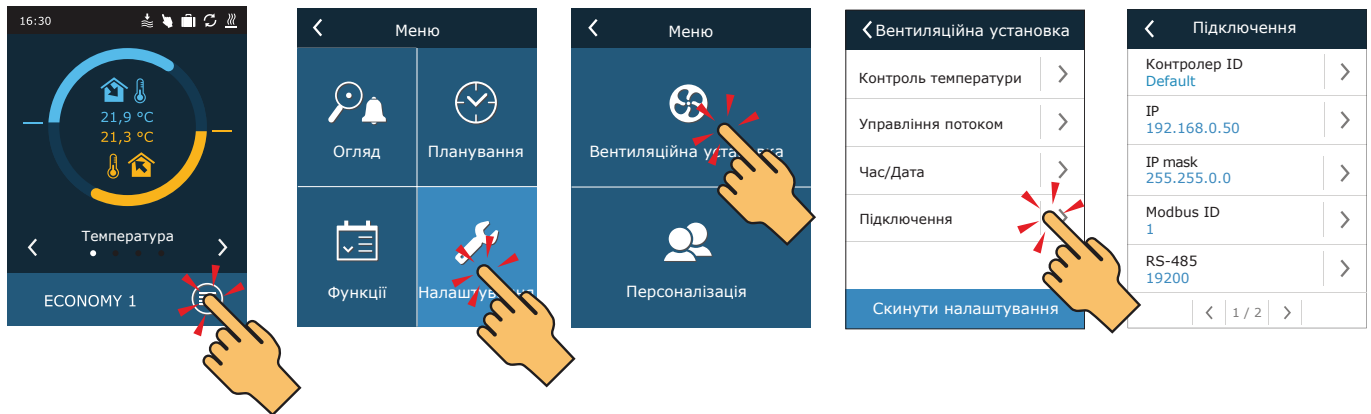 16:30
21,9 °C
21,3 °C
Температура
ECONOMY 1
Меню
Огляд
Планування
Функції
Налаштування
Меню
Вентиляційна установка
Персоналізація
Вентиляційна установка
Контроль температури
Управління потоком
Час/Дата
Підключення
Скинути налаштування
Підключення
Контролер ID
Default
IP
192.168.0.50
IP mask
255.255.0.0
Modbus ID
1
RS-485
19200
1 / 2